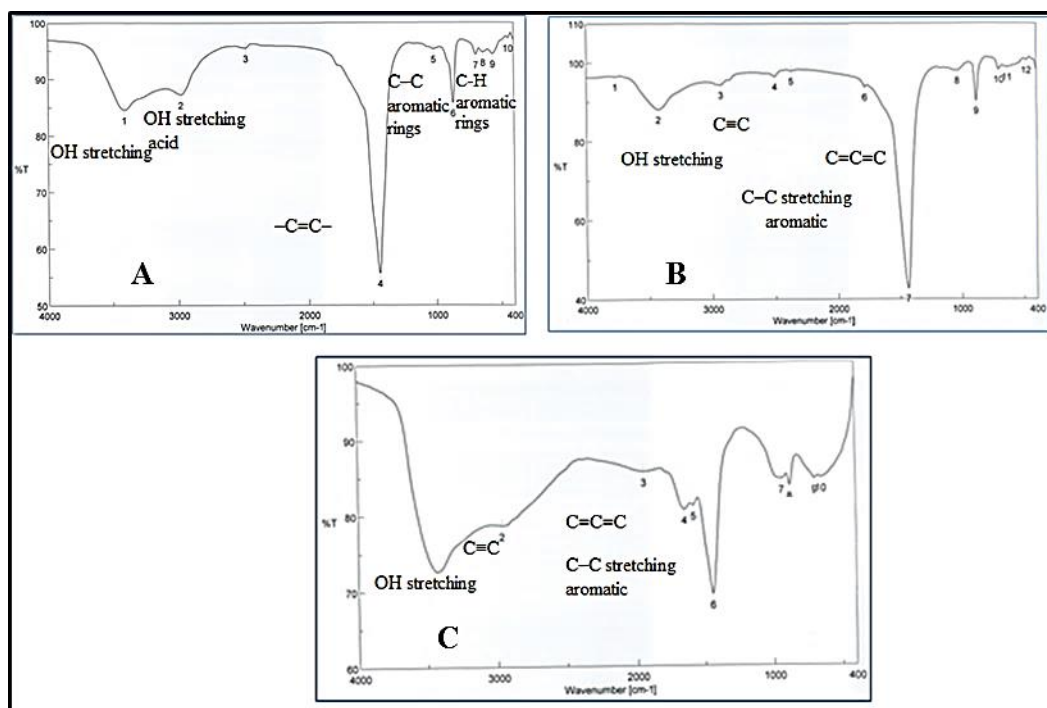 100
90
80
70
60
50
%T
1
2
3
4
5
6
7
8
9
10
OH stretching
OH stretching
acid
–C=C–
C–C
aromatic
rings
C-H
aromatic
rings
A
4000
3000
2000
1000
400
Wavenumber [cm-1]
110
100
80
60
40
%T
1
2
3
4
5
6
7
8
9
10
11
12
OH stretching
C≡C
C=C=C
C–C stretching
aromatic
B
4000
3000
2000
1000
400
Wavenumber [cm-1]
100
90
80
70
60
%T
1
2
3
4
5
6
7
10
OH stretching
C≡C
C=C=C
C–C stretching
aromatic
C
4000
3000
2000
1000
400
Wavenumber [cm-1]